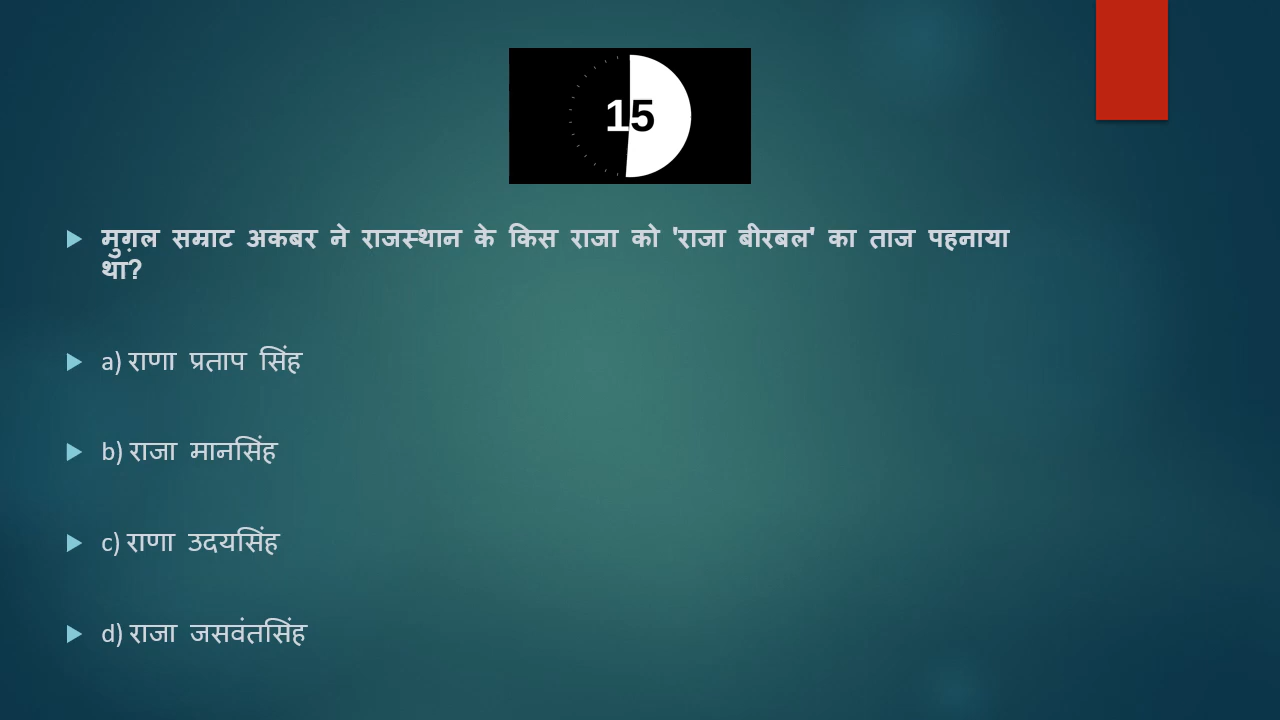 15
मुग़ल सम्राट अकबर ने राजस्थान के किस राजा को 'राजा बीरबल' का ताज पहनाया
था?
a) राणा प्रताप सिंह
b) राजा मानसिंह
c) राणा उदयसिंह
d) राजा जसवंतसिंह